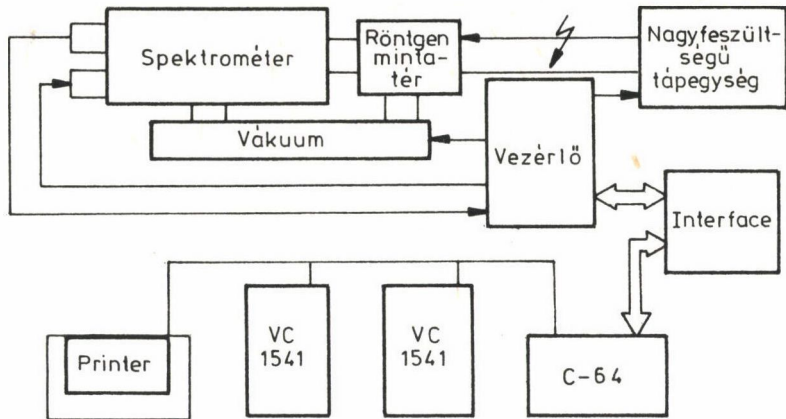 Spektrométer
Röntgen
minta-
tér
Nagyfeszült-
ségű
tápegység
Vákuum
Vezérlő
Interface
Printer
VC
1541
VC
1541
C-64